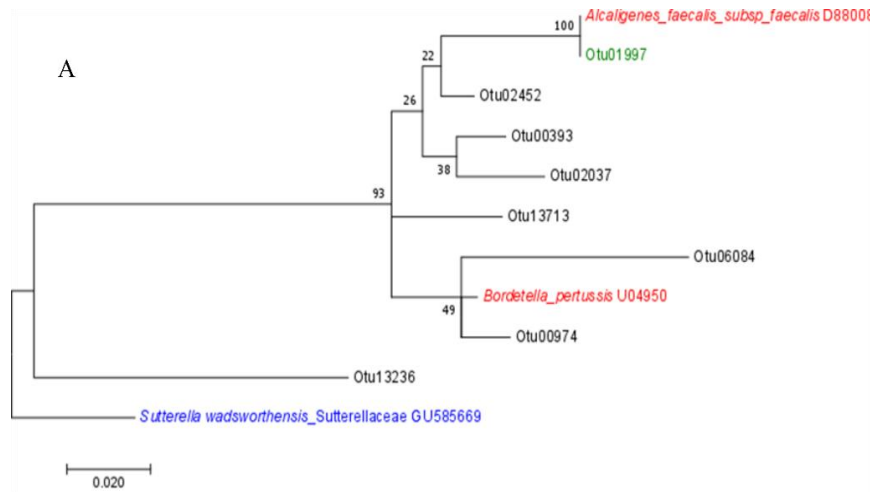 Alcaligenes_faecalis_subsp_faecalis D88008
100
Otu01997
A
22
Otu02452
26
Otu00393
38
Otu02037
93
Otu13713
Otu06084
Bordetella_pertussis U04950
49
Otu00974
Otu13236
Sutterella wadsworthensis_Sutterellaceae GU585669
0.020